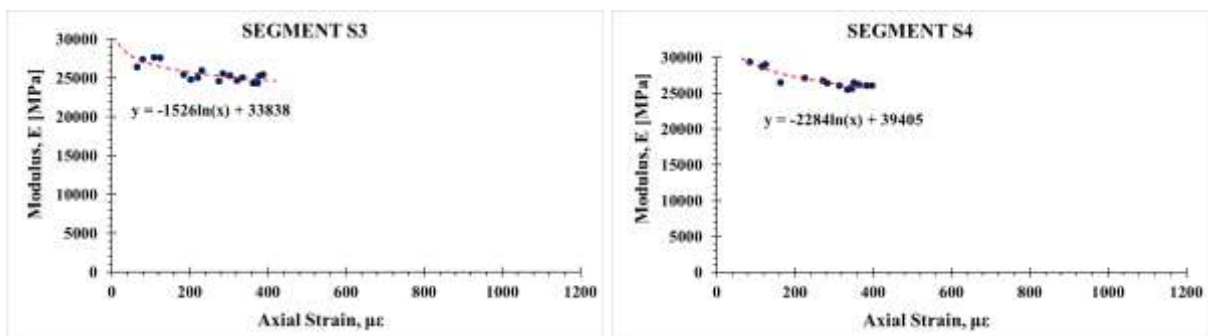 SEGMENT S3
Modulus, E [MPa]
30000
25000
20000
15000
10000
5000
0
y = -1526ln(x) + 33838
0 200 400 600 800 1000 1200
Axial Strain, µε
SEGMENT S4
Modulus, E [MPa]
30000
25000
20000
15000
10000
5000
0
y = -2284ln(x) + 39405
0 200 400 600 800 1000 1200
Axial Strain, µε